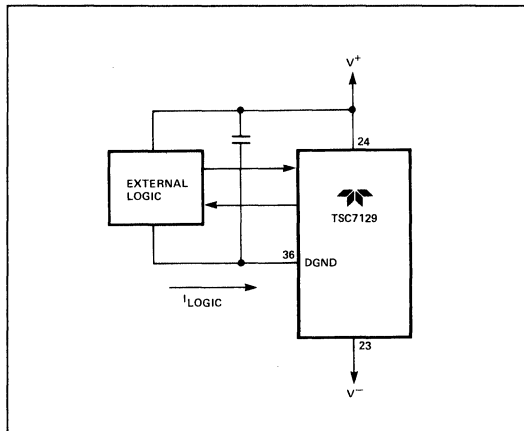 V+
24
EXTERNAL
LOGIC
TSC7129
36
DGND
ILOGIC
23
V−